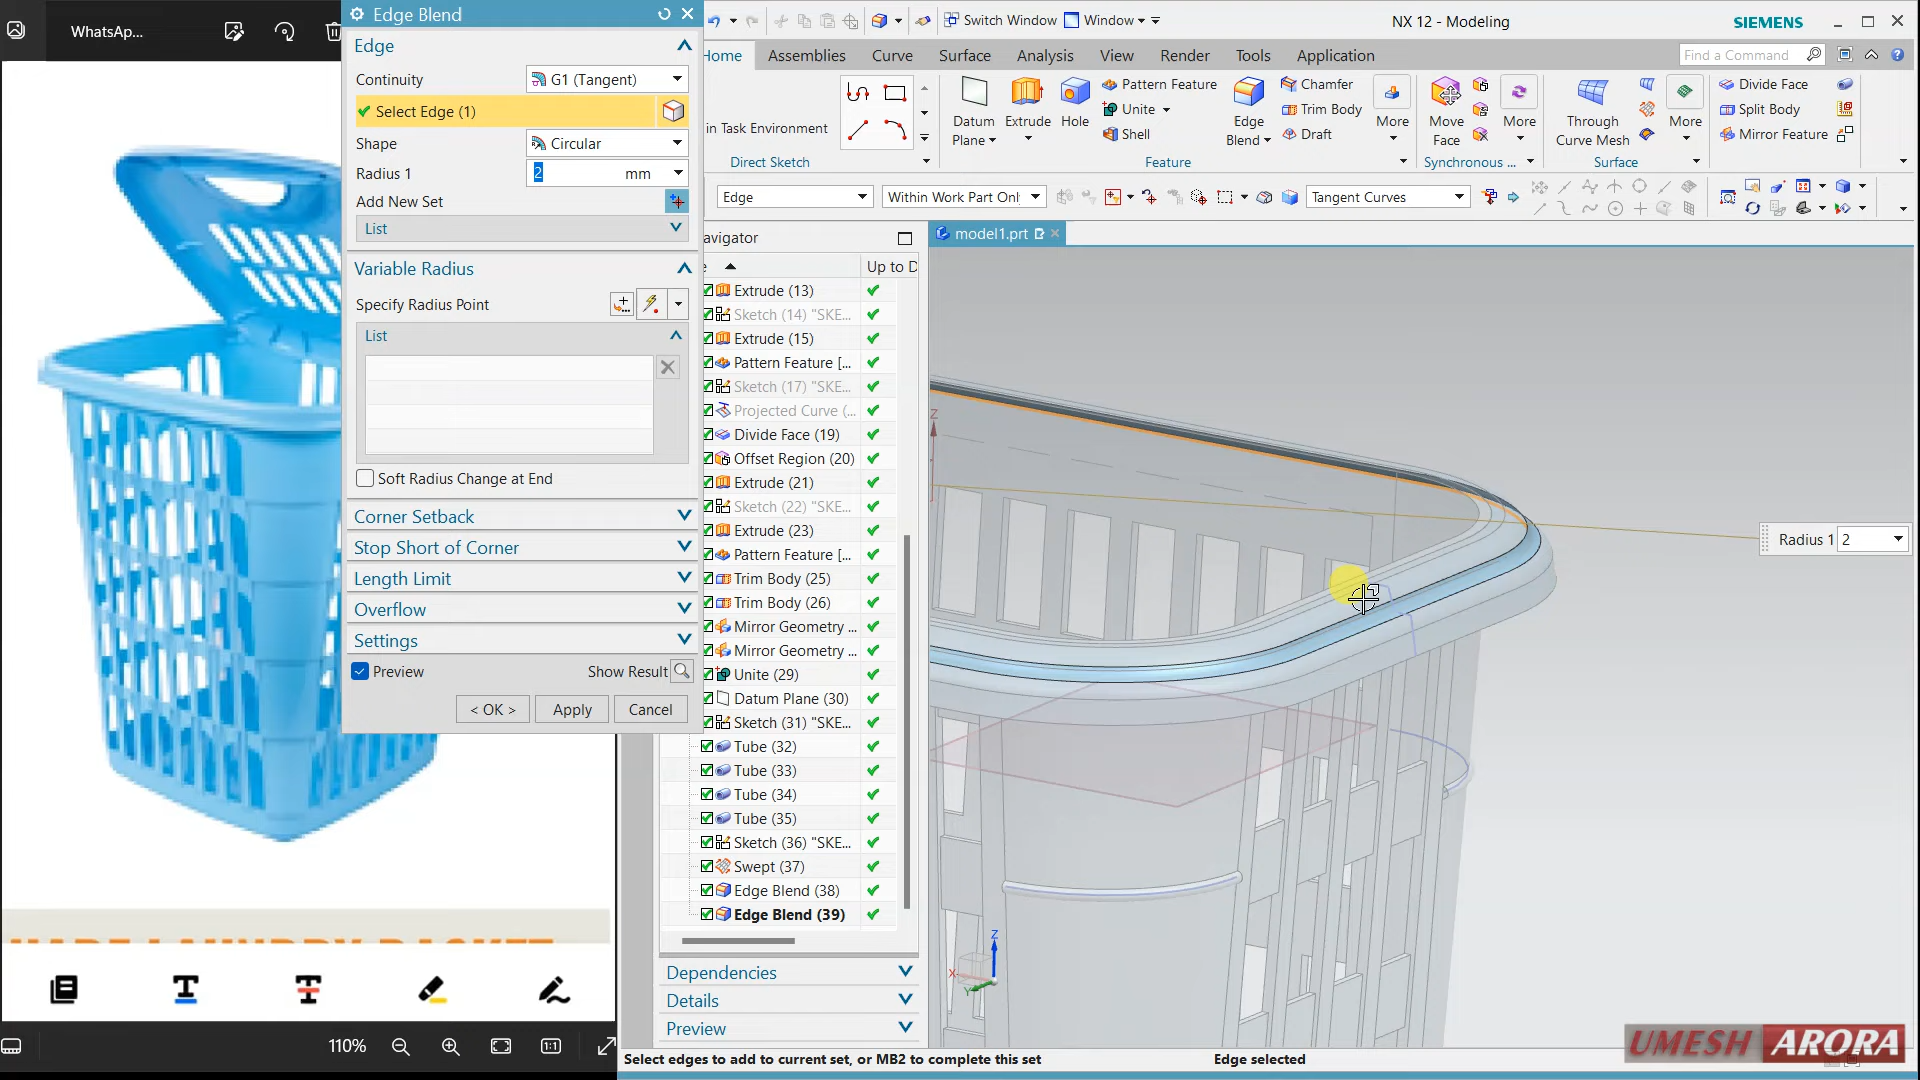 WhatsAp...
Edge Blend
Edge
Continuity
G1 (Tangent)
Select Edge (1)
Shape
Circular
Radius 1
2
mm
Add New Set
List
Variable Radius
Specify Radius Point
List
Soft Radius Change at End
Corner Setback
Stop Short of Corner
Length Limit
Overflow
Settings
Preview
Show Result
< OK >
Apply
Cancel
110%
1:1
Switch Window
Window
NX 12 - Modeling
SIEMENS
Home
Assemblies
Curve
Surface
Analysis
View
Render
Tools
Application
Find a Command
in Task Environment
Direct Sketch
Datum
Plane
Extrude
Hole
Pattern Feature
Unite
Shell
Edge
Blend
Chamfer
Trim Body
Draft
More
Feature
Move
Face
More
Synchronous ...
Through
Curve Mesh
More
Surface
Divide Face
Split Body
Mirror Feature
Edge
Within Work Part Onl
Tangent Curves
avigator
model1.prt
e
Up to D
Extrude (13)
Sketch (14) "SKE...
Extrude (15)
Pattern Feature [...
Sketch (17) "SKE...
Projected Curve (...
Divide Face (19)
Offset Region (20)
Extrude (21)
Sketch (22) "SKE...
Extrude (23)
Pattern Feature [...
Trim Body (25)
Trim Body (26)
Mirror Geometry ...
Mirror Geometry ...
Unite (29)
Datum Plane (30)
Sketch (31) "SKE...
Tube (32)
Tube (33)
Tube (34)
Tube (35)
Sketch (36) "SKE...
Swept (37)
Edge Blend (38)
Edge Blend (39)
Dependencies
Details
Preview
Z
Radius 1
2
Z
X
Y
Select edges to add to current set, or MB2 to complete this set
Edge selected
UMESH ARORA